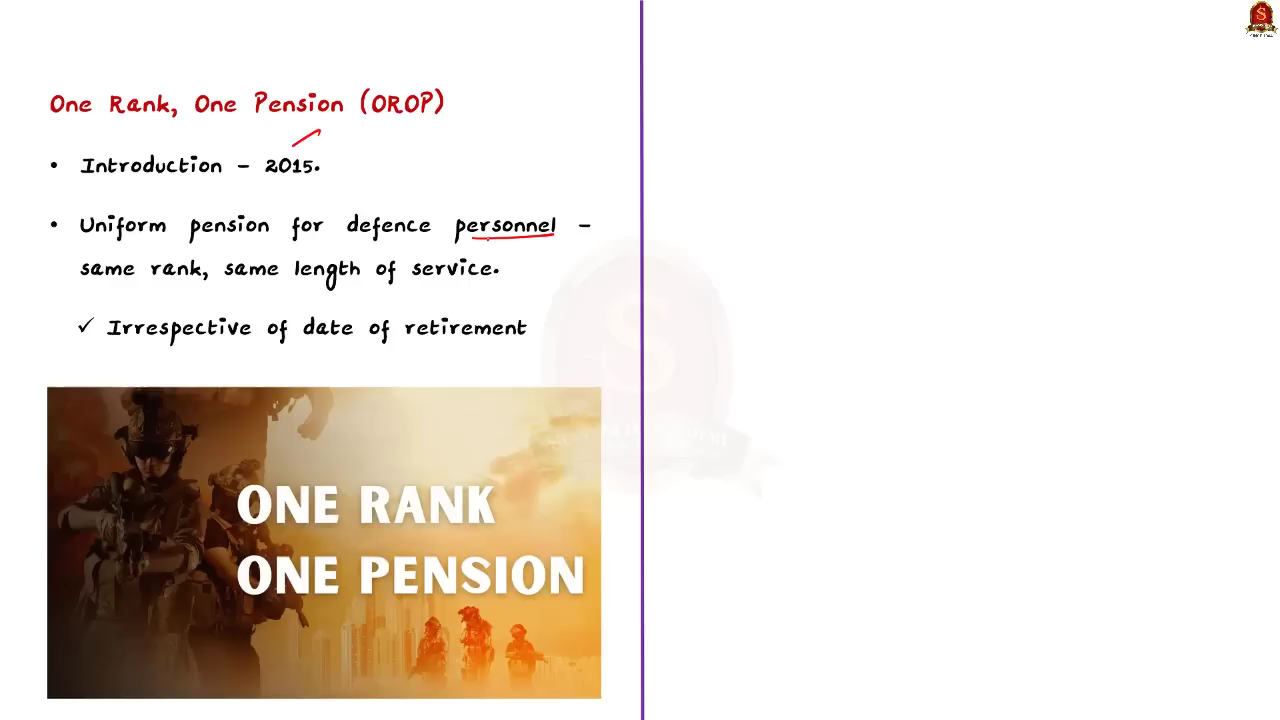 One Rank, One Pension (OROP)
• Introduction – 2015.
• Uniform pension for defence personnel –
same rank, same length of service.
✓ Irrespective of date of retirement
ONE RANK
ONE PENSION
S